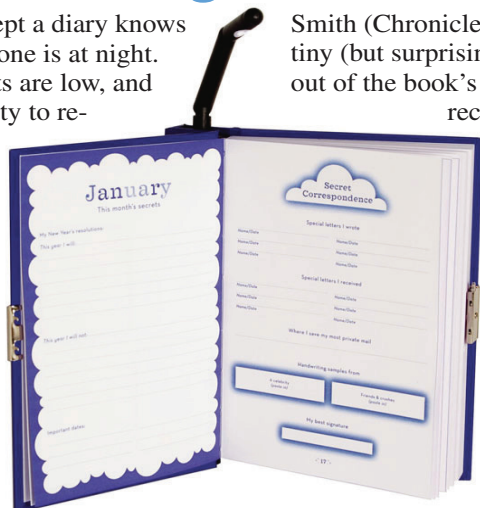 ept a diary knows
one is at night.
ts are low, and
ty to re-
Smith (Chronicle
tiny (but surprisin
out of the book's
rec
January
This month's secrets
My New Year's resolutions:
This year I will:
This year I will not:
Important dates:
Secret
Correspondence
Special letters I wrote
Name/Date Name/Date
Name/Date Name/Date
Name/Date Name/Date
Special letters I received
Name/Date Name/Date
Name/Date Name/Date
Name/Date Name/Date
Where I save my most private mail
Handwriting samples from
A celebrity
Friends & enemies
My best signature
17